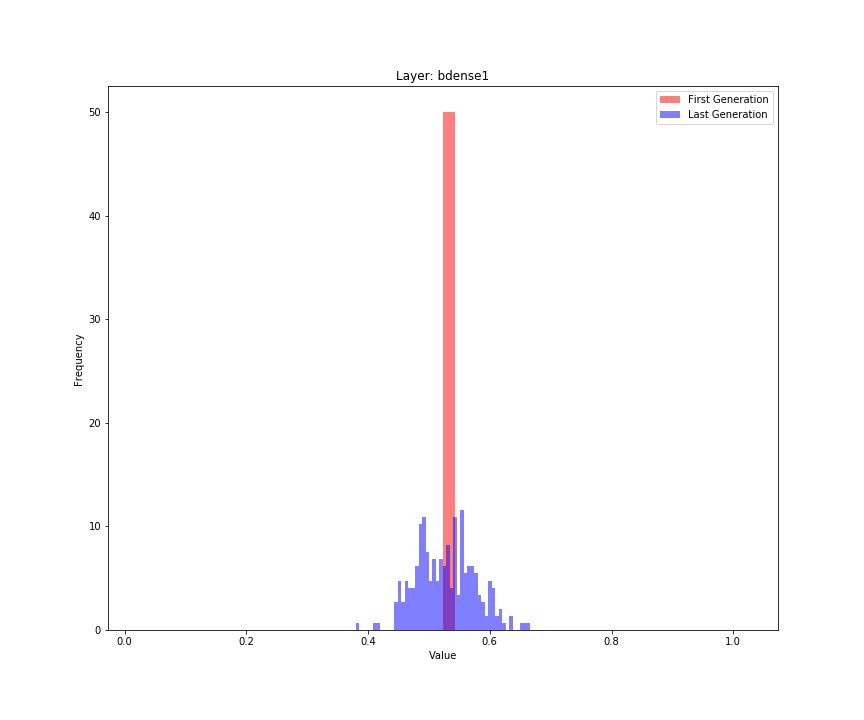 Layer: bdense1
First Generation
Last Generation
50
40
30
20
10
0
Frequency
0.0 0.2 0.4 0.6 0.8 1.0
Value